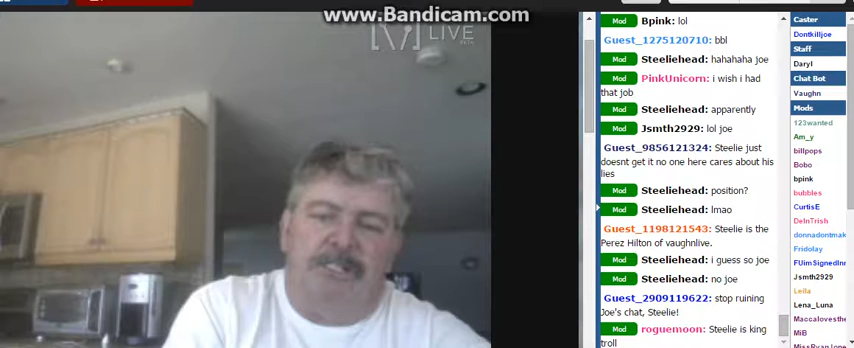 www.Bandicam.com
[V] LIVE
BETA
Mod Bpink: lol
Guest_1275120710: bbl
Mod Steeliehead: hahahaha joe
Mod PinkUnicorn: i wish i had
that job
Mod Steeliehead: apparently
Mod Jsmth2929: lol joe
Guest_9856121324: Steelie just
doesnt get it no one here cares about his
lies
Mod Steeliehead: position?
Mod Steeliehead: lmao
Guest_1198121543: Steelie is the
Perez Hilton of vaughnlive.
Mod Steeliehead: i guess so joe
Mod Steeliehead: no joe
Guest_2909119622: stop ruining
Joe's chat, Steelie!
Mod roguemoon: Steelie is king
troll
Caster
Dontkilljoe
Staff
Daryl
Chat Bot
Vaughn
Mods
123wanted
Am_y
billpops
Bobo
bpink
bubbles
CurtisE
DeInTrish
donnadontmak
Fridolay
FUimSignedInr
Jsmth2929
Leila
Lena_Luna
Maccalovesthe
MiB